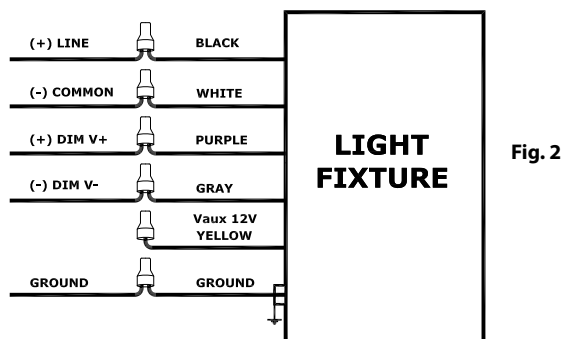 (+) LINE BLACK
(-) COMMON WHITE
(+) DIM V+ PURPLE
(-) DIM V- GRAY
Vaux 12V
YELLOW
GROUND GROUND
LIGHT
FIXTURE
Fig. 2